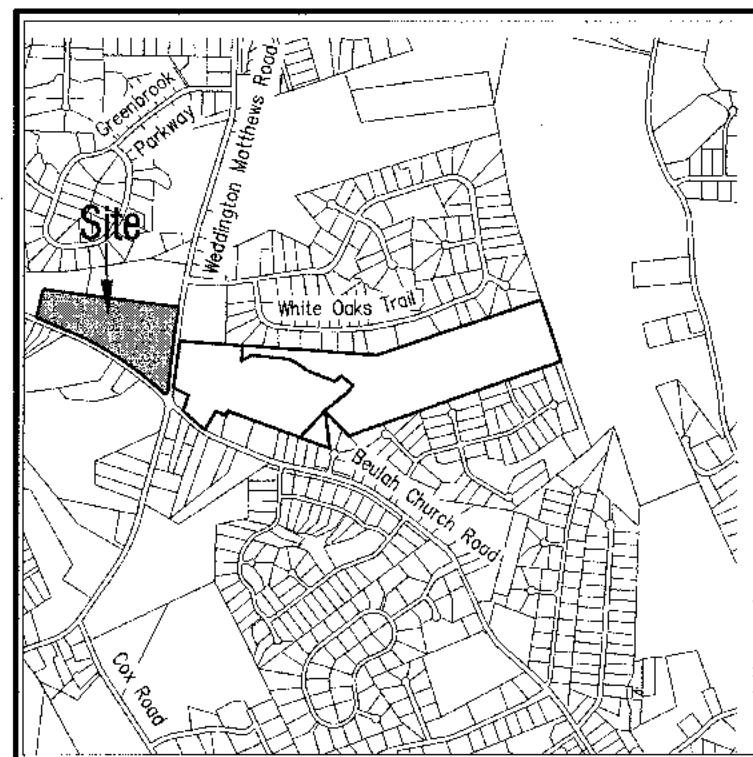 Greenbrook
Parkway
Weddington Matthews Road
Site
White Oaks Trail
Beulah Church Road
Cox Road